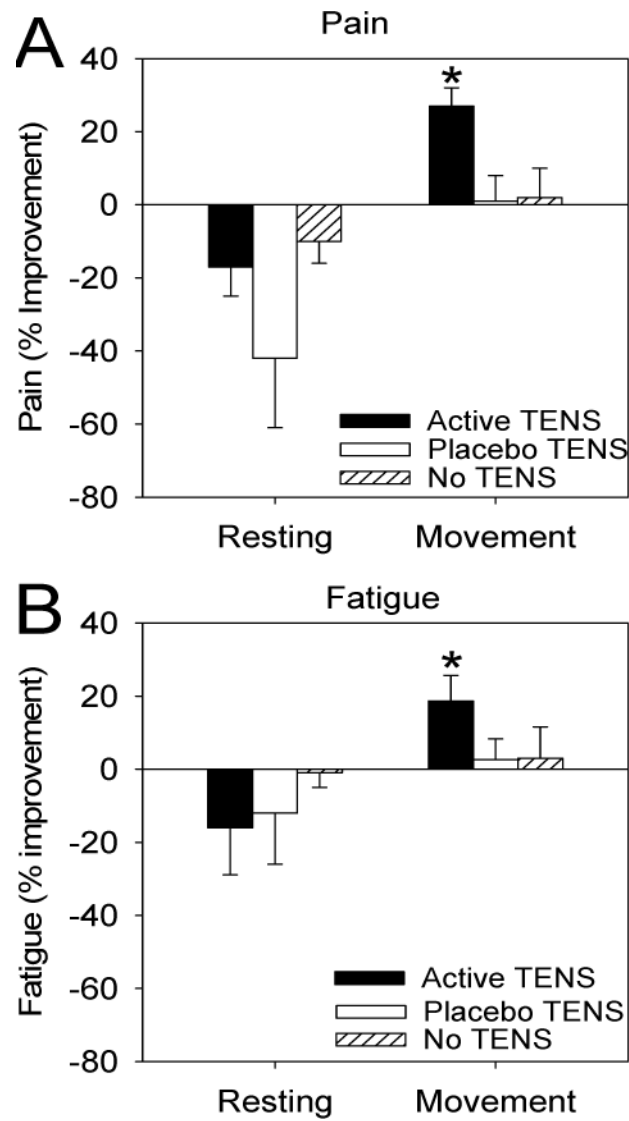 A
Pain
40
20
0
-20
-40
-60
-80
Pain (% Improvement)
*
Active TENS
Placebo TENS
No TENS
Resting Movement
B
Fatigue
40
20
0
-20
-40
-60
-80
Fatigue (% improvement)
*
Active TENS
Placebo TENS
No TENS
Resting Movement